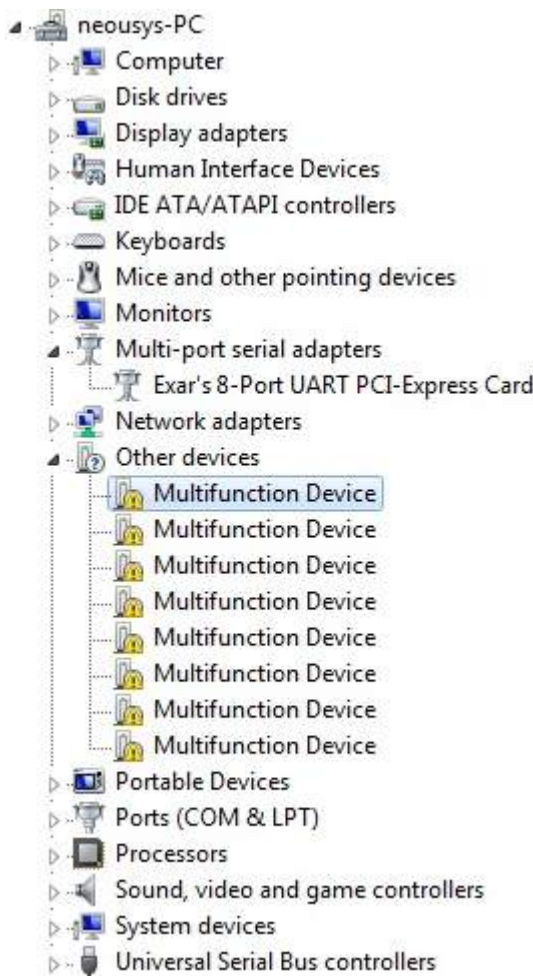 neousys-PC
Computer
Disk drives
Display adapters
Human Interface Devices
IDE ATA/ATAPI controllers
Keyboards
Mice and other pointing devices
Monitors
Multi-port serial adapters
Exar's 8-Port UART PCI-Express Card
Network adapters
Other devices
Multifunction Device
Multifunction Device
Multifunction Device
Multifunction Device
Multifunction Device
Multifunction Device
Multifunction Device
Multifunction Device
Portable Devices
Ports (COM & LPT)
Processors
Sound, video and game controllers
System devices
Universal Serial Bus controllers